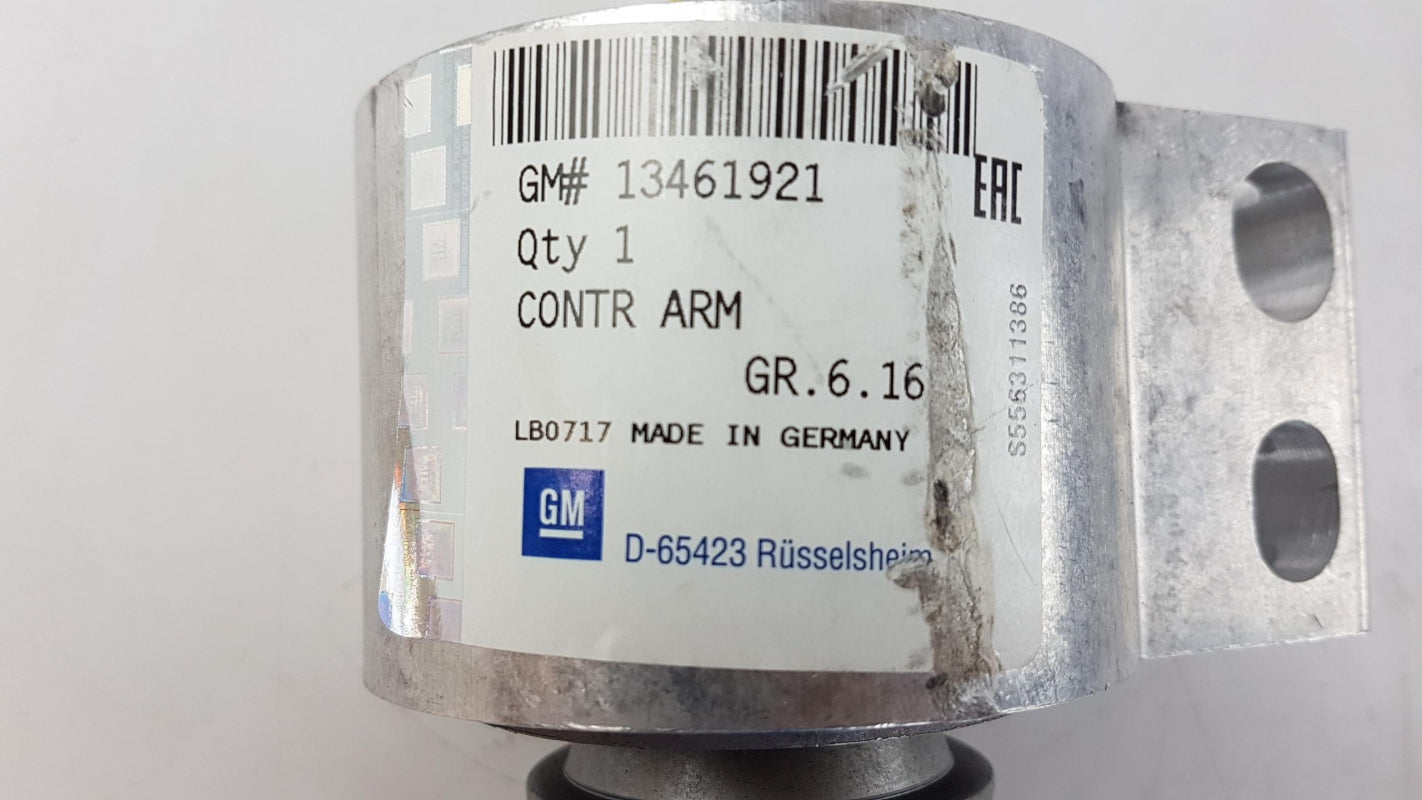 GM# 13461921
EAC
Qty 1
CONTR ARM
GR.6.16
LB0717 MADE IN GERMANY
GM
D-65423 Rüsselsheim
S556311386